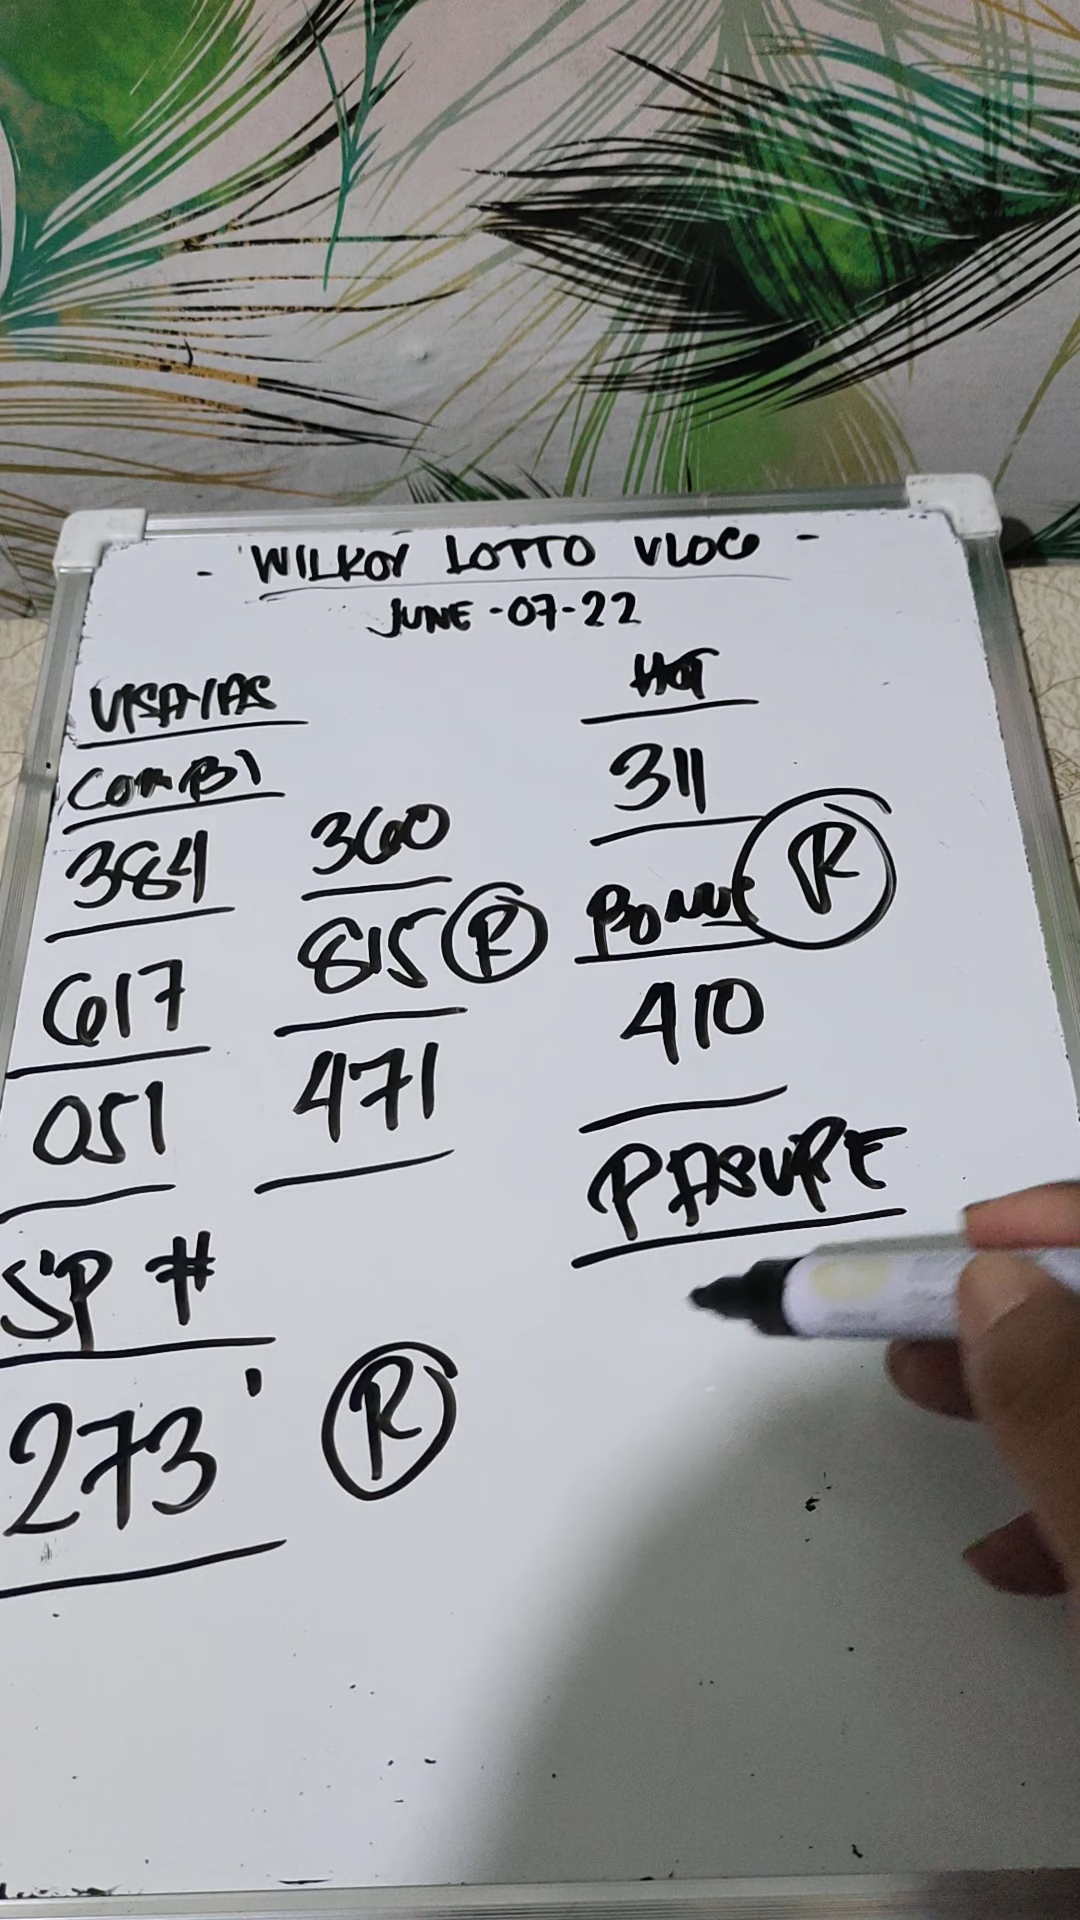 - WILKOY LOTTO VLOG -
JUNE-07-22
VISAYAS
COMBI
384
617
051
360
815 R
471
SP #
273 R
HOT
311
BONUS R
410
PASUPE